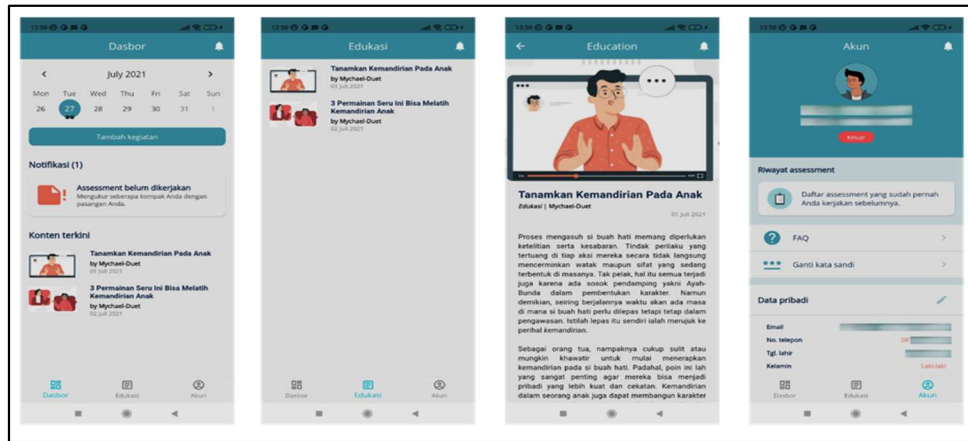 13:59
Dasbor
July 2021
Mon Tue Wed Thu Fri Sat Sun
26 27 28 29 30 31 1
Tambah kegiatan
Notifikasi (1)
Assessment belum dikerjakan
Mengukur seberapa kompak Anda dengan
pasangan Anda.
Konten terkini
Tanamkan Kemandirian Pada Anak
by Mychael-Duet
01 Juli 2021
3 Permainan Seru Ini Bisa Melatih
Kemandirian Anak
by Mychael-Duet
02 Juli 2021
Dasbor Edukasi Akun
13:59
Edukasi
Tanamkan Kemandirian Pada Anak
by Mychael-Duet
01 Juli 2021
3 Permainan Seru Ini Bisa Melatih
Kemandirian Anak
by Mychael-Duet
02 Juli 2021
Dasbor Edukasi Akun
13:59
Education
Tanamkan Kemandirian Pada Anak
Edukasi | Mychael-Duet
01 Juli 2021
Proses mengasuh si buah hati memang diperlukan
ketelitian serta kesabaran. Tindak perilaku yang
tertuang di tiap aksi mereka secara tidak langsung
mencerminkan watak maupun sifat yang sedang
terbentuk di masanya. Tak pelak, hal itu semua terjadi
juga karena ada sosok pendamping yakni Ayah-
Bunda dalam pembentukan karakter. Namun
demikian, seiring berjalannya waktu akan ada masa
di mana si buah hati perlu dilepas tetapi tetap dalam
pengawasan. Istilah lepas itu sendiri ialah merujuk ke
perihal kemandirian.
Sebagai orang tua, nampaknya cukup sulit atau
mungkin khawatir untuk mulai menerapkan
kemandirian pada si buah hati. Padahal, poin ini lah
yang sangat penting agar mereka bisa menjadi
pribadi yang lebih kuat dan cekatan. Kemandirian
dalam seorang anak juga dapat membangun karakter
13:59
Akun
Keluar
Riwayat assessment
Daftar assessment yang sudah pernah
Anda kerjakan sebelumnya.
FAQ
Ganti kata sandi
Data pribadi
Email
No. telepon
Tgl. lahir
Kelamin Laki-laki
Dasbor Edukasi Akun